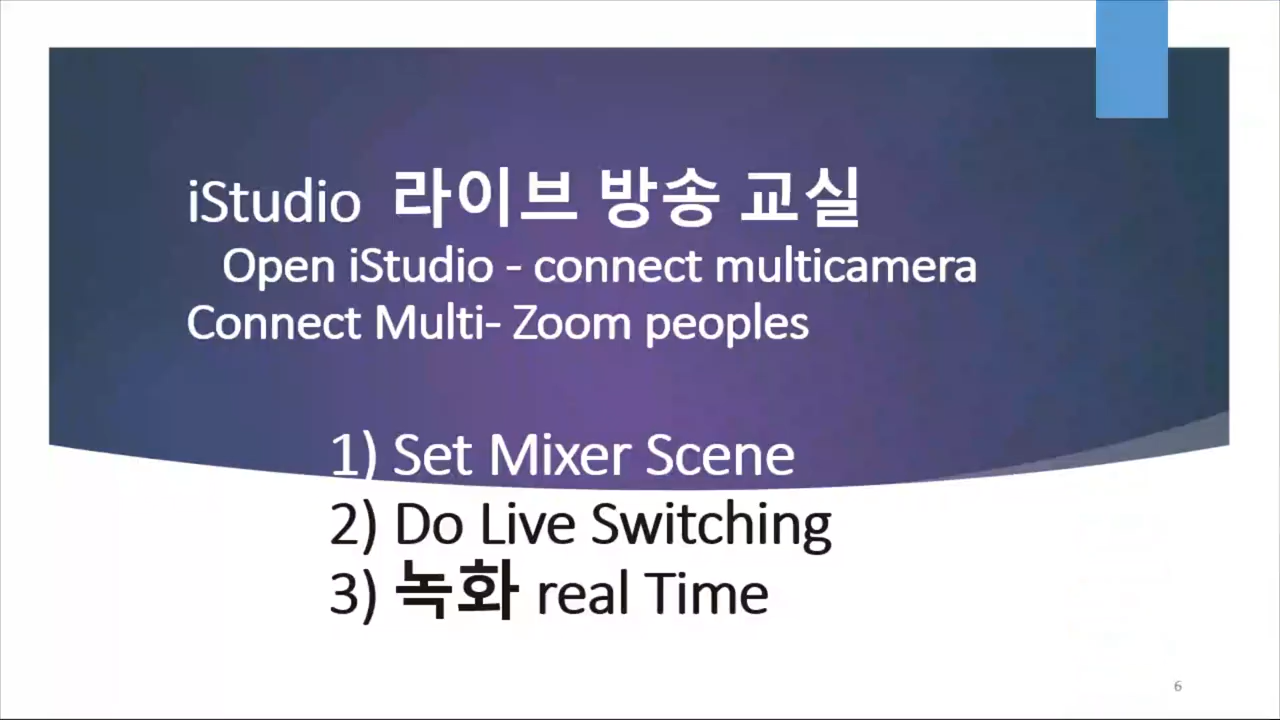 iStudio 라이브 방송 교실
Open iStudio - connect multicamera
Connect Multi- Zoom peoples
1) Set Mixer Scene
2) Do Live Switching
3) 녹화 real Time
6